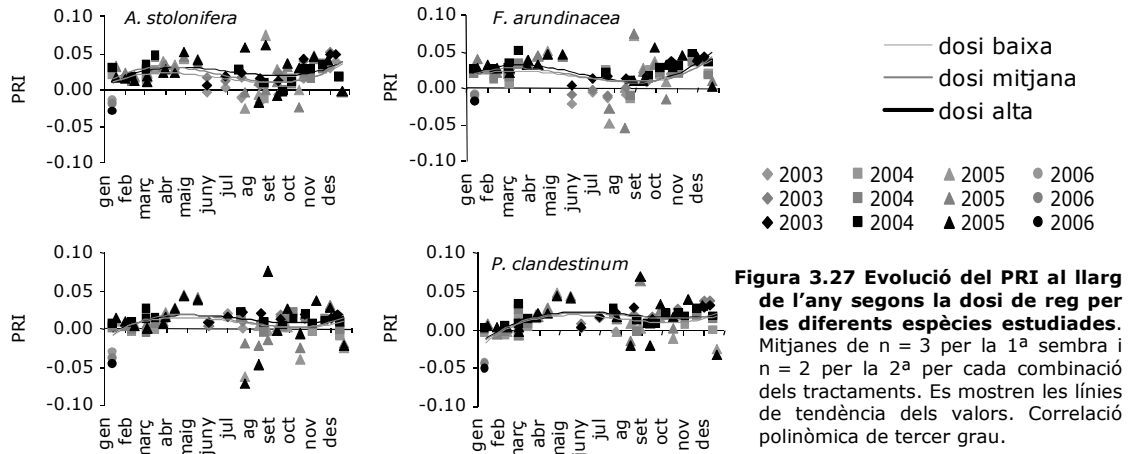 A. stolonifera
0.10
0.05
0.00
-0.05
-0.10
PRI
gen
feb
març
abr
maig
juny
jul
ag
set
oct
nov
des
F. arundinacea
0.10
0.05
0.00
-0.05
-0.10
PRI
gen
feb
març
abr
maig
juny
jul
ag
set
oct
nov
des
dosi baixa
dosi mitjana
dosi alta
2003 2004 2005 2006
2003 2004 2005 2006
2003 2004 2005 2006
0.10
0.05
0.00
-0.05
-0.10
PRI
gen
feb
març
abr
maig
juny
jul
ag
set
oct
nov
des
P. clandestinum
0.10
0.05
0.00
-0.05
-0.10
PRI
gen
feb
març
abr
maig
juny
jul
ag
set
oct
nov
des
Figura 3.27 Evolució del PRI al llarg
de l'any segons la dosi de reg per
les diferents espècies estudiades.
Mitjanes de n = 3 per la 1ª sembra i
n = 2 per la 2ª per cada combinació
dels tractaments. Es mostren les línies
de tendència dels valors. Correlació
polinòmica de tercer grau.